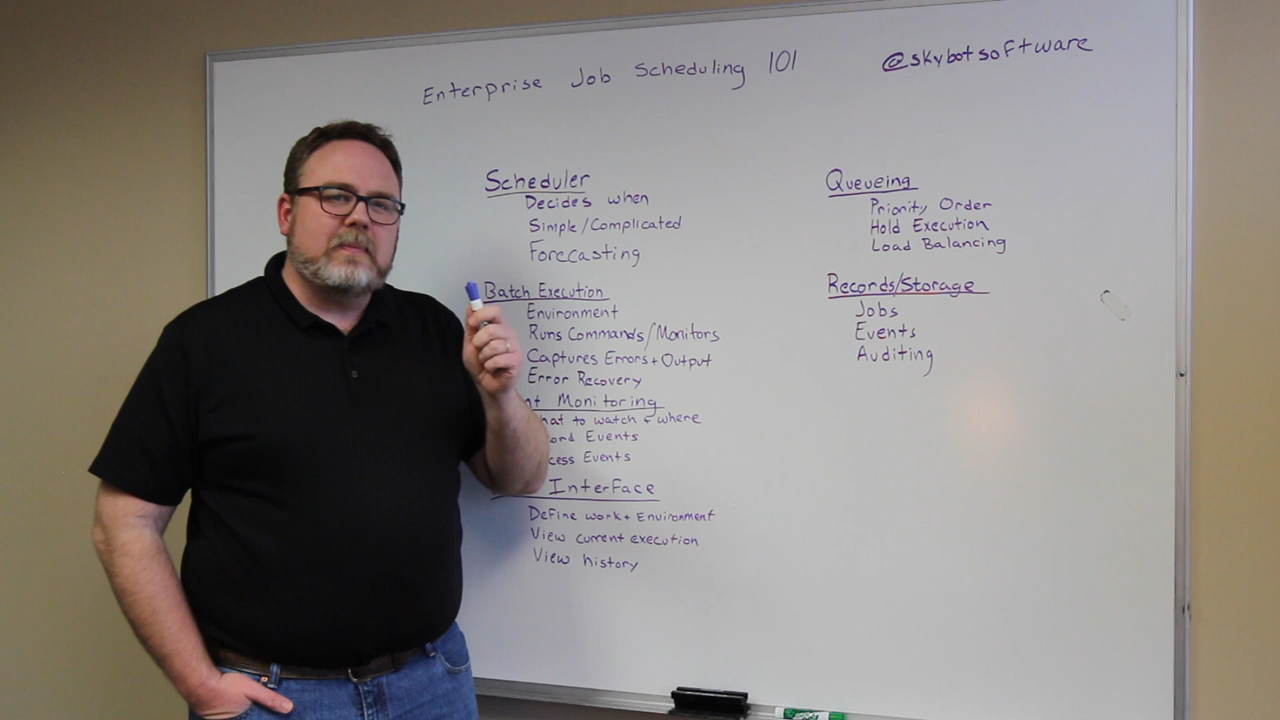 Enterprise Job Scheduling 101
@skybotsoftware
Scheduler
Decides when
Simple/Complicated
Forecasting
Batch Execution
Environment
Runs Commands/Monitors
Captures Errors + Output
Error Recovery
Monitoring
to watch + where
Events
Events
Interface
Define work + Environment
View current execution
View history
Queueing
Priority Order
Hold Execution
Load Balancing
Records/Storage
Jobs
Events
Auditing